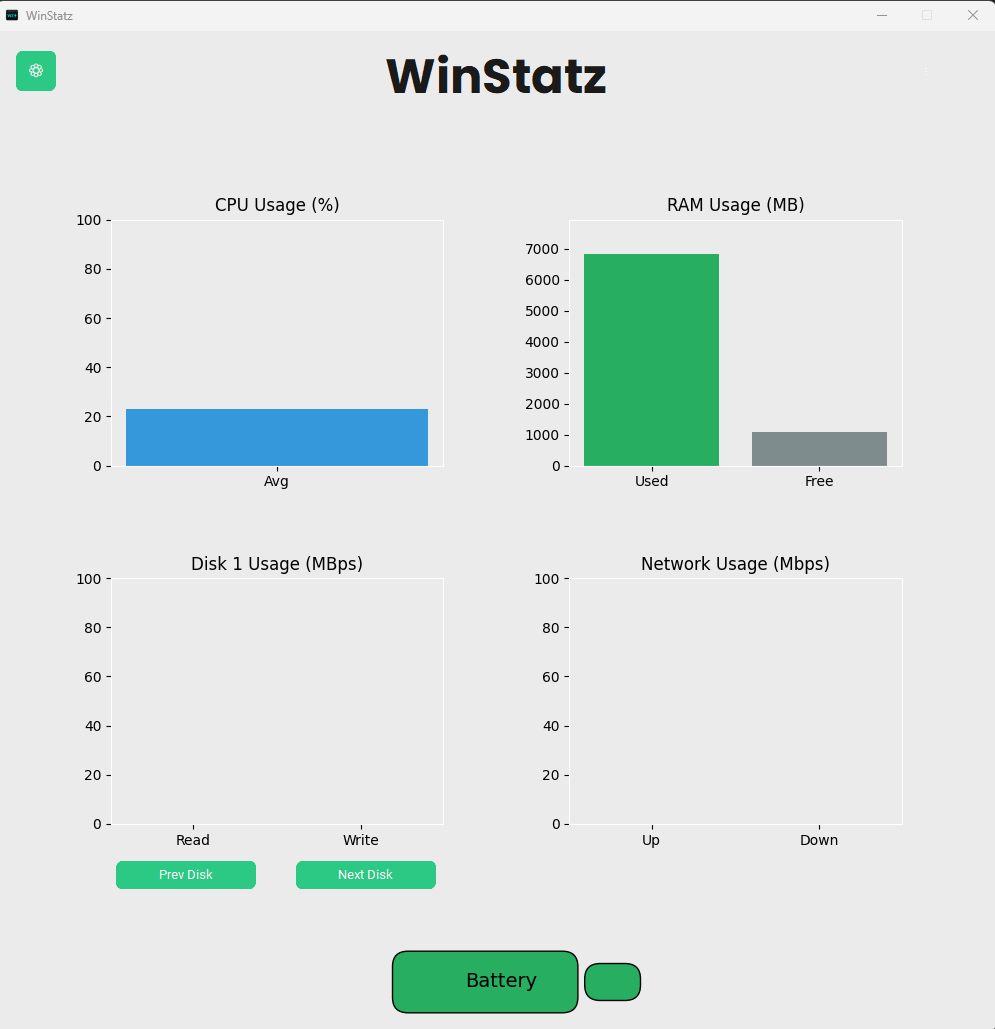 WinStatz
WinStatz
CPU Usage (%)
100
80
60
40
20
0
Avg
RAM Usage (MB)
7000
6000
5000
4000
3000
2000
1000
0
Used Free
Disk 1 Usage (MBps)
100
80
60
40
20
0
Read Write
Prev Disk Next Disk
Network Usage (Mbps)
100
80
60
40
20
0
Up Down
Battery